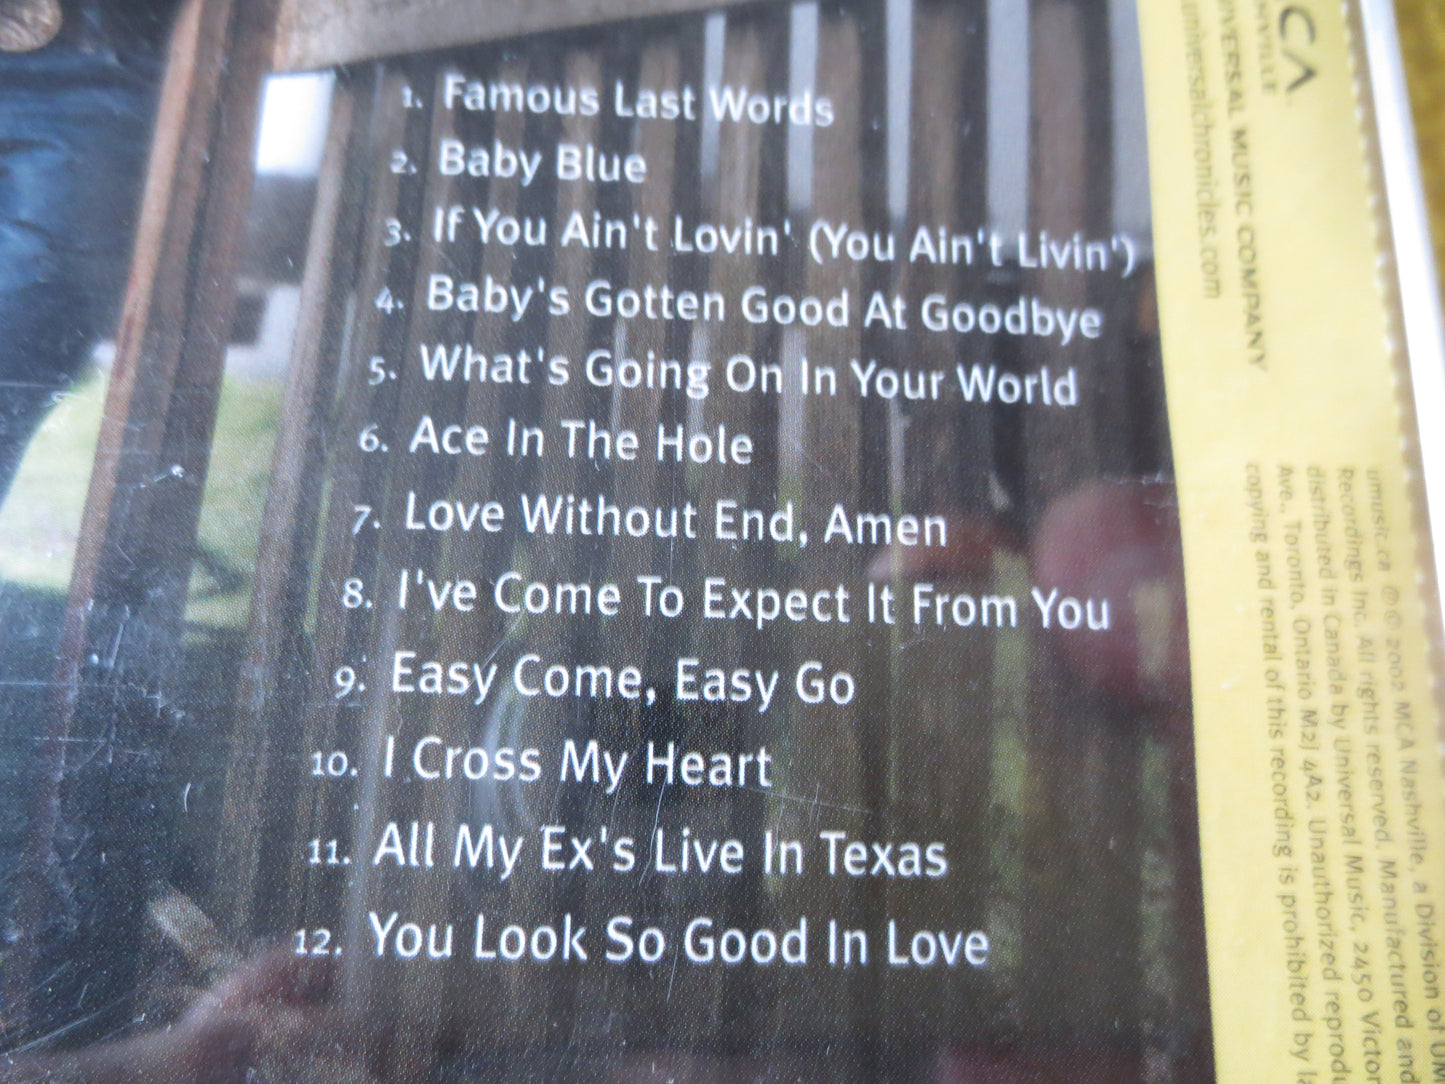 1. Famous Last Words
2. Baby Blue
3. If You Ain't Lovin' (You Ain't Livin')
4. Baby's Gotten Good At Goodbye
5. What's Going On In Your World
6. Ace In The Hole
7. Love Without End, Amen
8. I've Come To Expect It From You
9. Easy Come, Easy Go
10. I Cross My Heart
11. All My Ex's Live In Texas
12. You Look So Good In Love
CA
VERSAL MUSIC COMPANY
universalchronicles.com
umusic.ca ℗ © 2002 MCA Nashville, a Division of UM
Recordings Inc. All rights reserved. Manufactured and
distributed in Canada by Universal Music, 2450 Victor
Ave., Toronto, Ontario M2J 4A2. Unauthorized reprod
copying and rental of this recording is prohibited by l